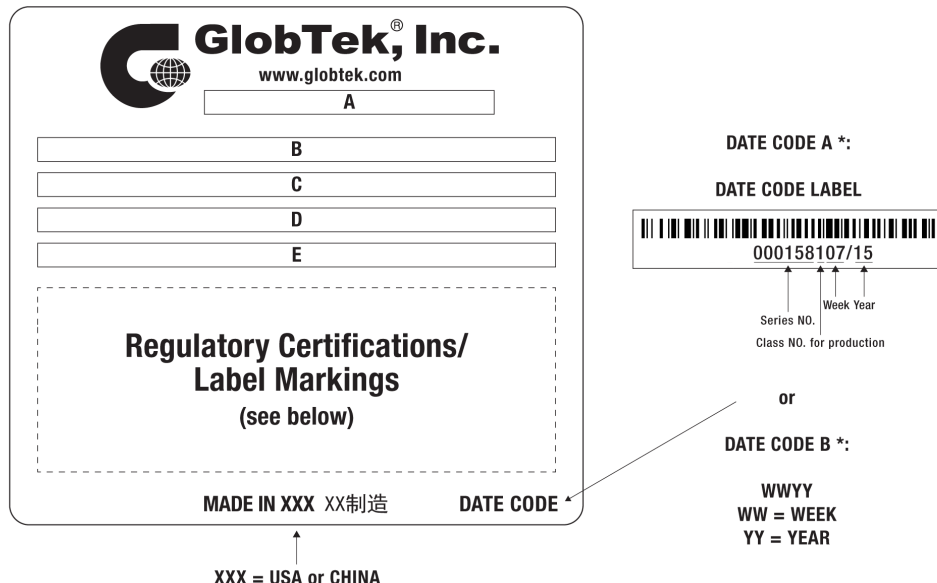 GlobTek,® Inc.
www.globtek.com
A
B
C
D
E
Regulatory Certifications/
Label Markings
(see below)
MADE IN XXX XX制造 DATE CODE
XXX = USA or CHINA
DATE CODE A *:
DATE CODE LABEL
000158107/15
Week Year
Series NO.
Class NO. for production
or
DATE CODE B *:
WWYY
WW = WEEK
YY = YEAR